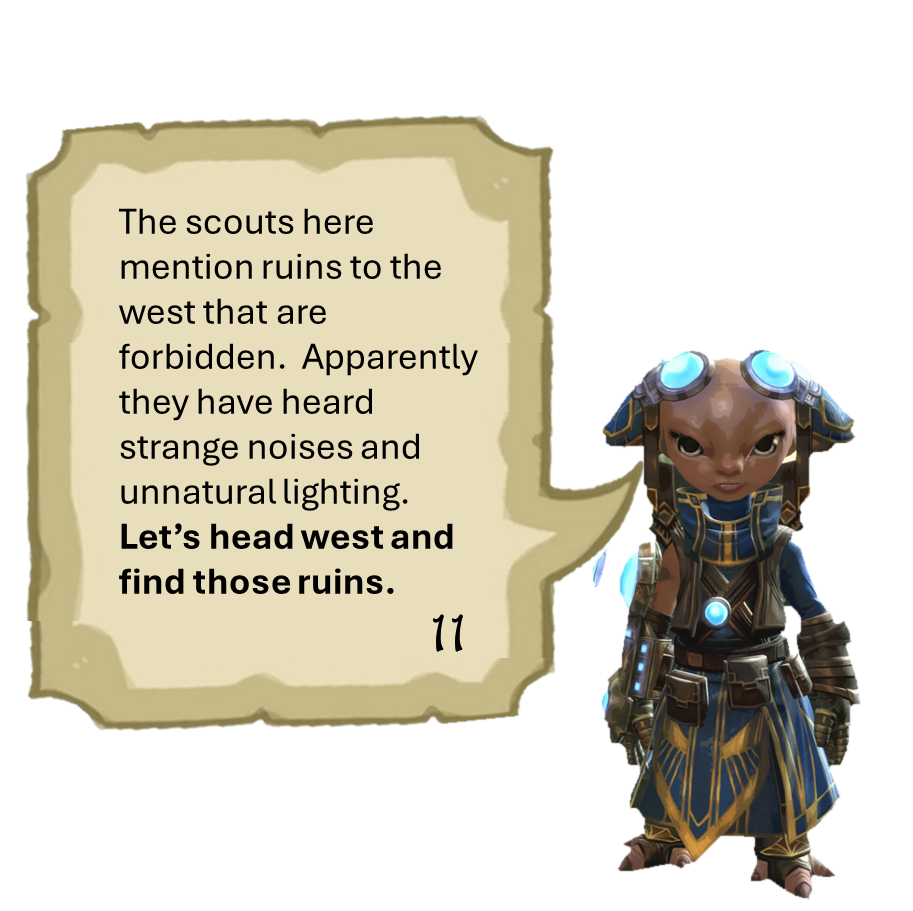 The scouts here
mention ruins to the
west that are
forbidden.  Apparently
they have heard
strange noises and
unnatural lighting.
Let’s head west and
find those ruins.
11